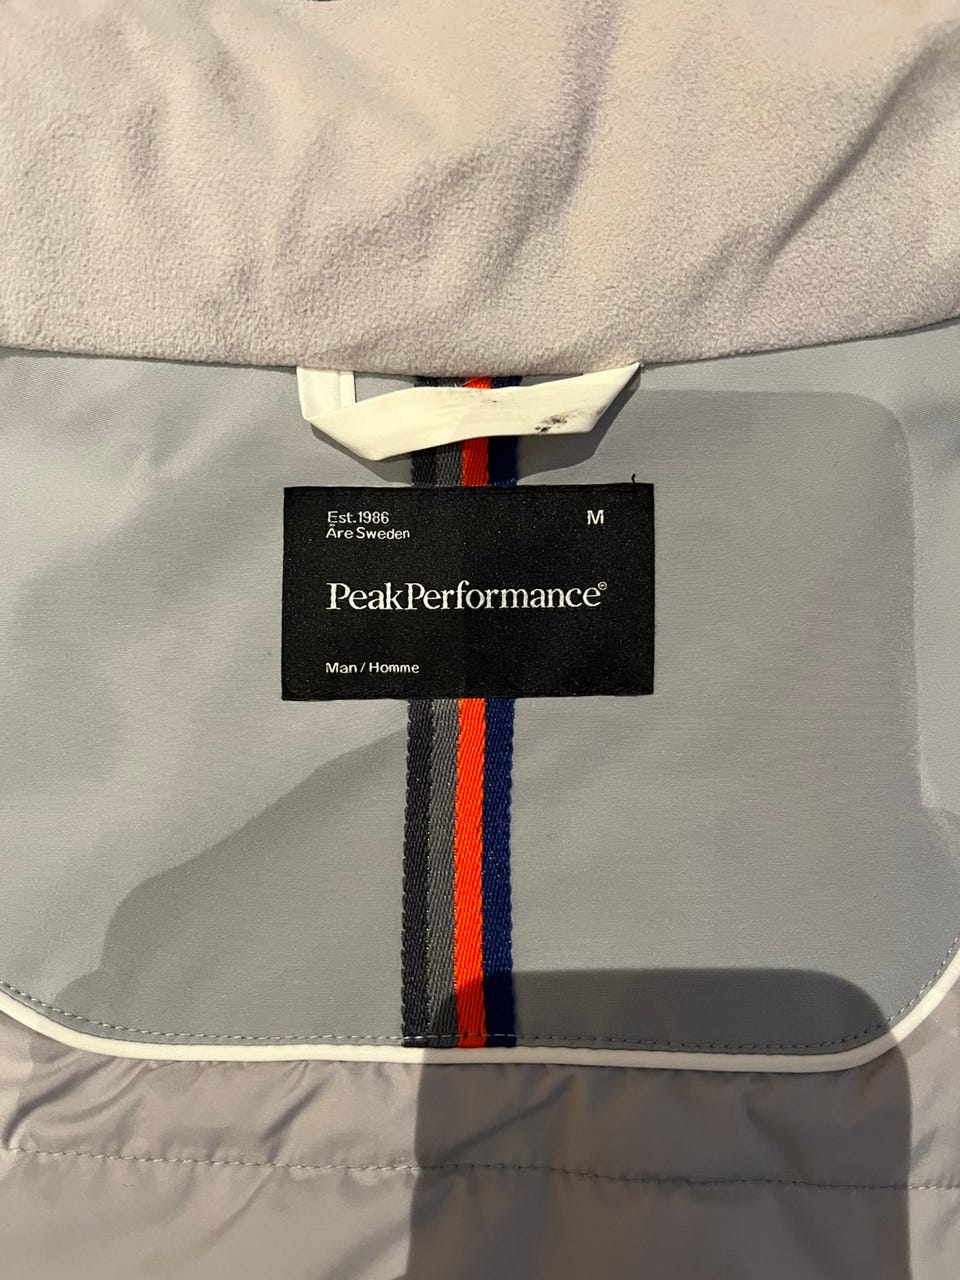 Est.1986
M
Åre Sweden
PeakPerformance®
Man / Homme